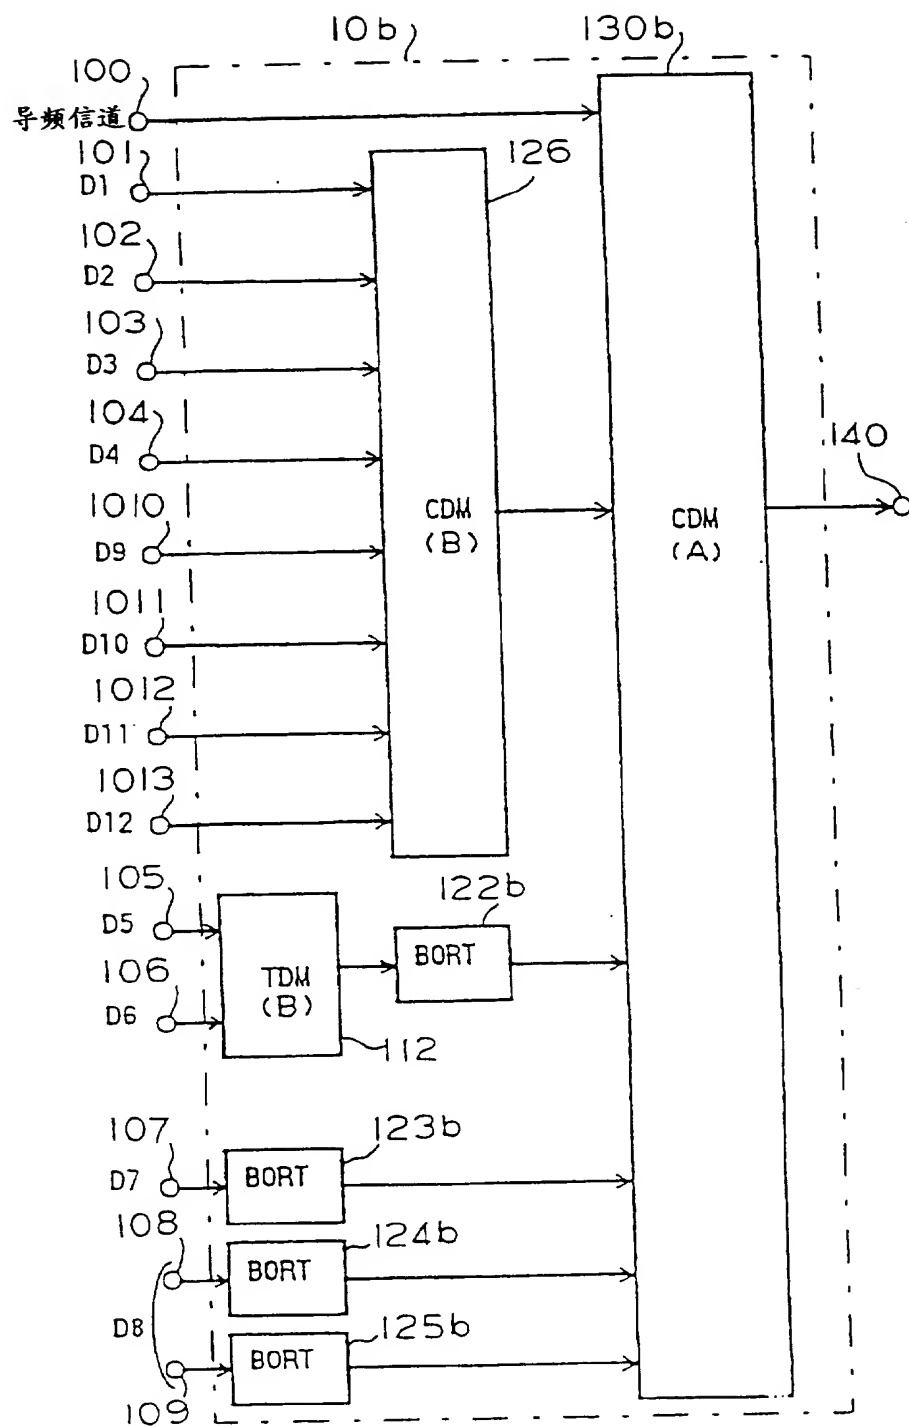 10b
130b
100
导频信道
101
D1
126
102
D2
103
D3
104
D4
140
1010
D9
CDM
(B)
CDM
(A)
1011
D10
1012
D11
1013
D12
105
D5
122b
BORT
106
D6
TDM
(B)
112
107
D7
BORT
123b
108
BORT
124b
D8
BORT
125b
109